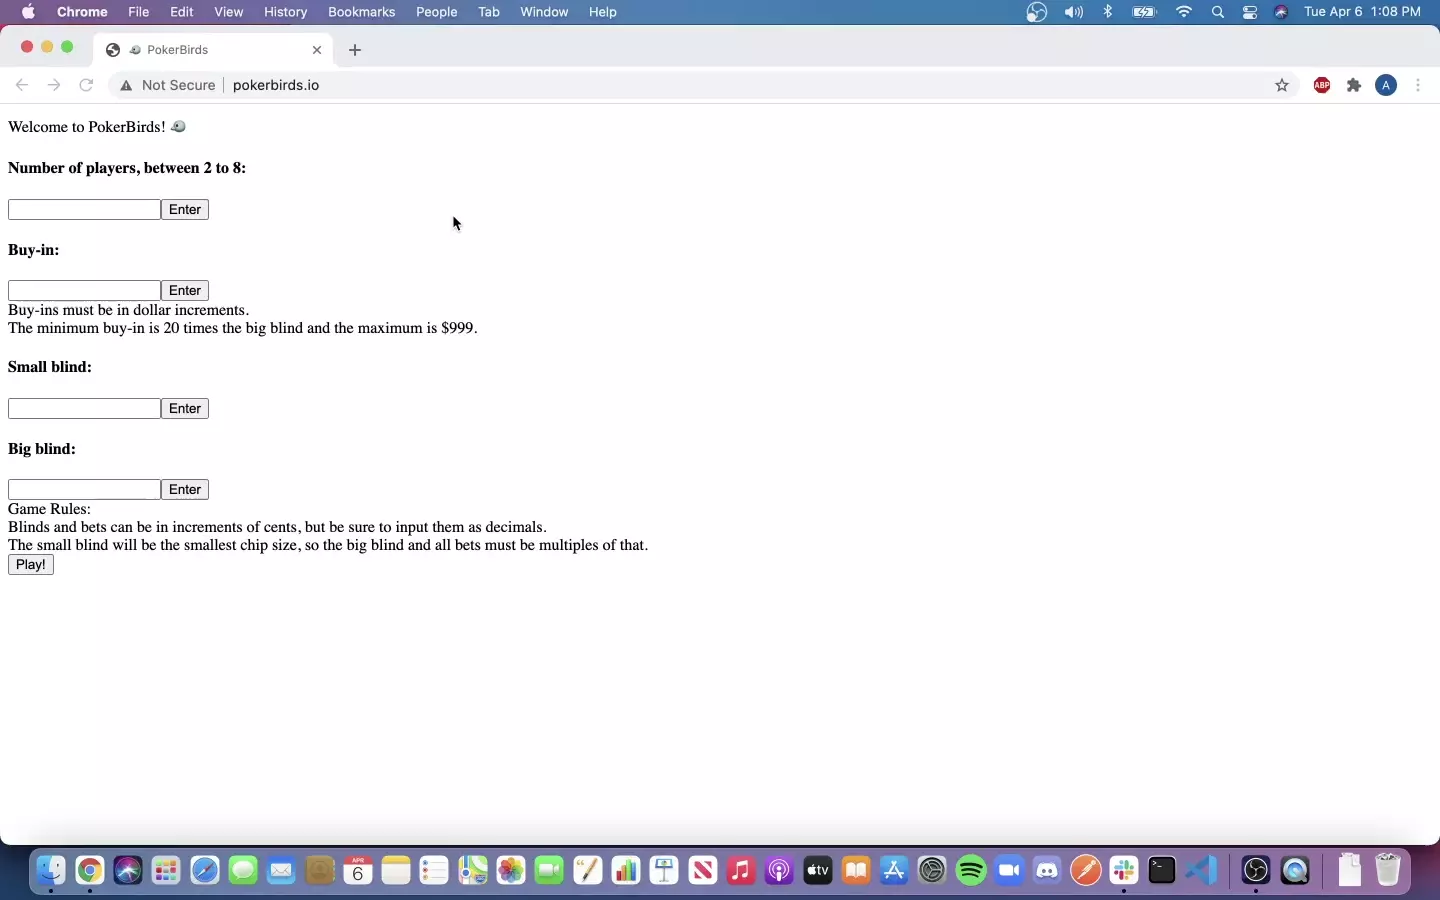 Chrome File Edit View History Bookmarks People Tab Window Help Tue Apr 6 1:08 PM
PokerBirds
Not Secure pokerbirds.io ABP A
Welcome to PokerBirds!
Number of players, between 2 to 8:
Enter
Buy-in:
Enter
Buy-ins must be in dollar increments.
The minimum buy-in is 20 times the big blind and the maximum is $999.
Small blind:
Enter
Big blind:
Enter
Game Rules:
Blinds and bets can be in increments of cents, but be sure to input them as decimals.
The small blind will be the smallest chip size, so the big blind and all bets must be multiples of that.
Play!
APR
6
tv